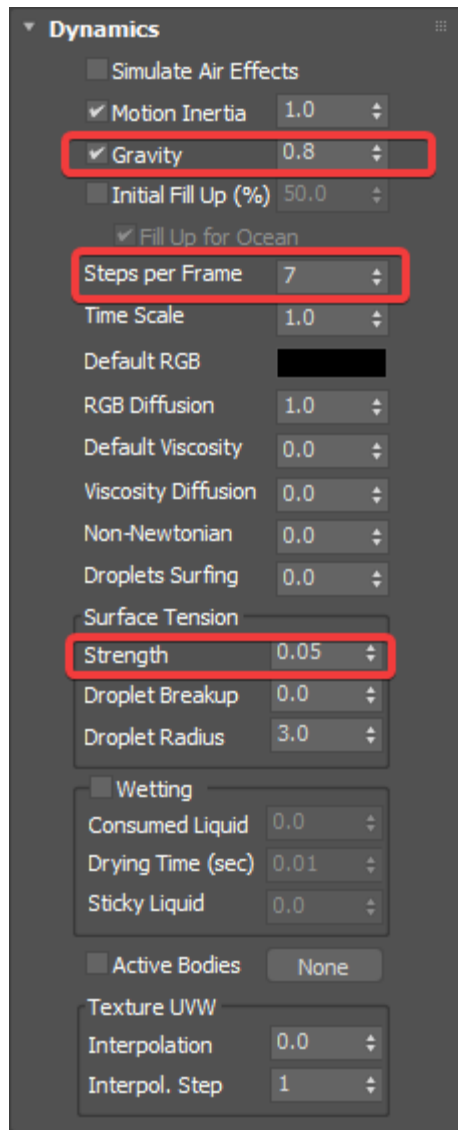 Dynamics
Simulate Air Effects
Motion Inertia 1.0
Gravity 0.8
Initial Fill Up (%) 50.0
Fill Up for Ocean
Steps per Frame 7
Time Scale 1.0
Default RGB
RGB Diffusion 1.0
Default Viscosity 0.0
Viscosity Diffusion 0.0
Non-Newtonian 0.0
Droplets Surfing 0.0
Surface Tension
Strength 0.05
Droplet Breakup 0.0
Droplet Radius 3.0
Wetting
Consumed Liquid 0.0
Drying Time (sec) 0.01
Sticky Liquid 0.0
Active Bodies None
Texture UVW
Interpolation 0.0
Interpol. Step 1